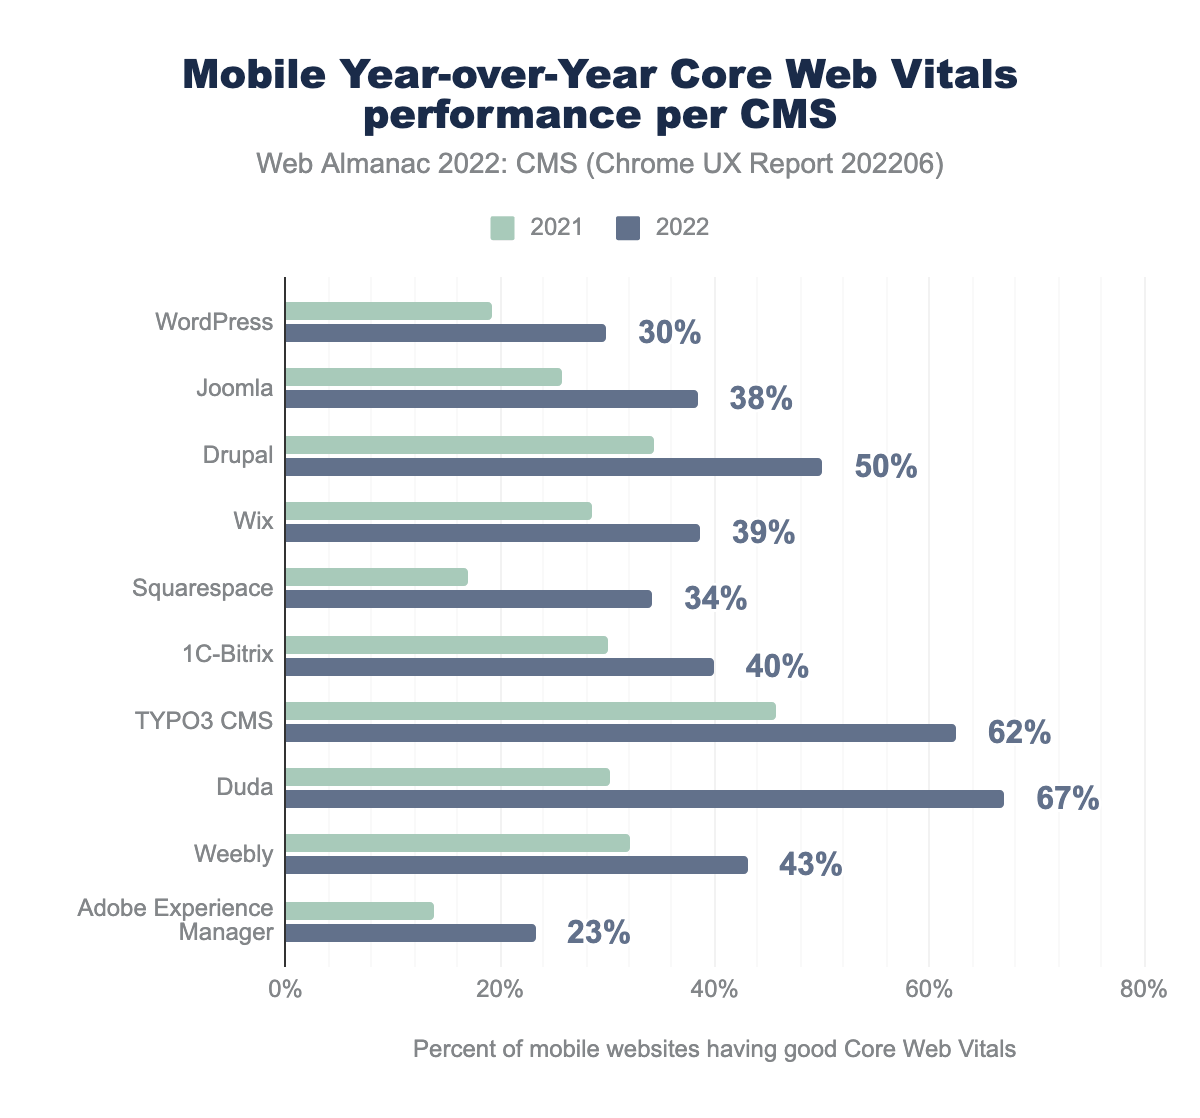 Mobile Year-over-Year Core Web Vitals
performance per CMS
Web Almanac 2022: CMS (Chrome UX Report 202206)
2021 2022
WordPress 30%
Joomla 38%
Drupal 50%
Wix 39%
Squarespace 34%
1C-Bitrix 40%
TYPO3 CMS 62%
Duda 67%
Weebly 43%
Adobe Experience
Manager 23%
0% 20% 40% 60% 80%
Percent of mobile websites having good Core Web Vitals